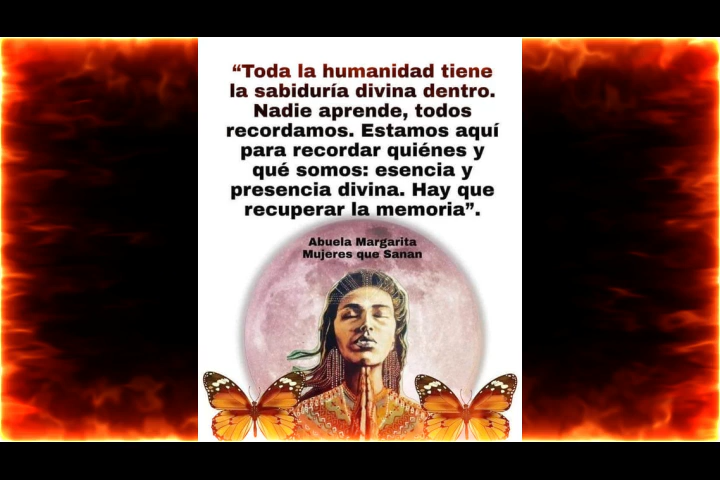 “Toda la humanidad tiene
la sabiduría divina dentro.
Nadie aprende, todos
recordamos. Estamos aquí
para recordar quiénes y
qué somos: esencia y
presencia divina. Hay que
recuperar la memoria”.
Abuela Margarita
Mujeres que Sanan